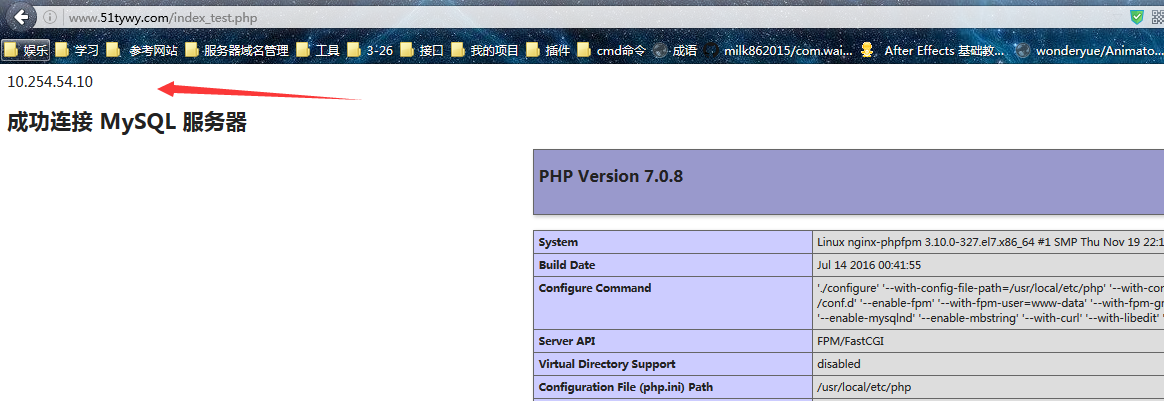 www.51tywy.com/index_test.php
娱乐 学习 参考网站 服务器域名管理 工具 3-26 接口 我的项目 插件 cmd命令 成语 milk862015/com.wai... After Effects 基础教... wonderyue/Animato...
10.254.54.10
成功连接 MySQL 服务器
PHP Version 7.0.8
System Linux nginx-phpfpm 3.10.0-327.el7.x86_64 #1 SMP Thu Nov 19 22:1
Build Date Jul 14 2016 00:41:55
Configure Command './configure' '--with-config-file-path=/usr/local/etc/php' '--with-con
/conf.d' '--enable-fpm' '--with-fpm-user=www-data' '--with-fpm-gr
'--enable-mysqlnd' '--enable-mbstring' '--with-curl' '--with-libedit' '
Server API FPM/FastCGI
Virtual Directory Support disabled
Configuration File (php.ini) Path /usr/local/etc/php